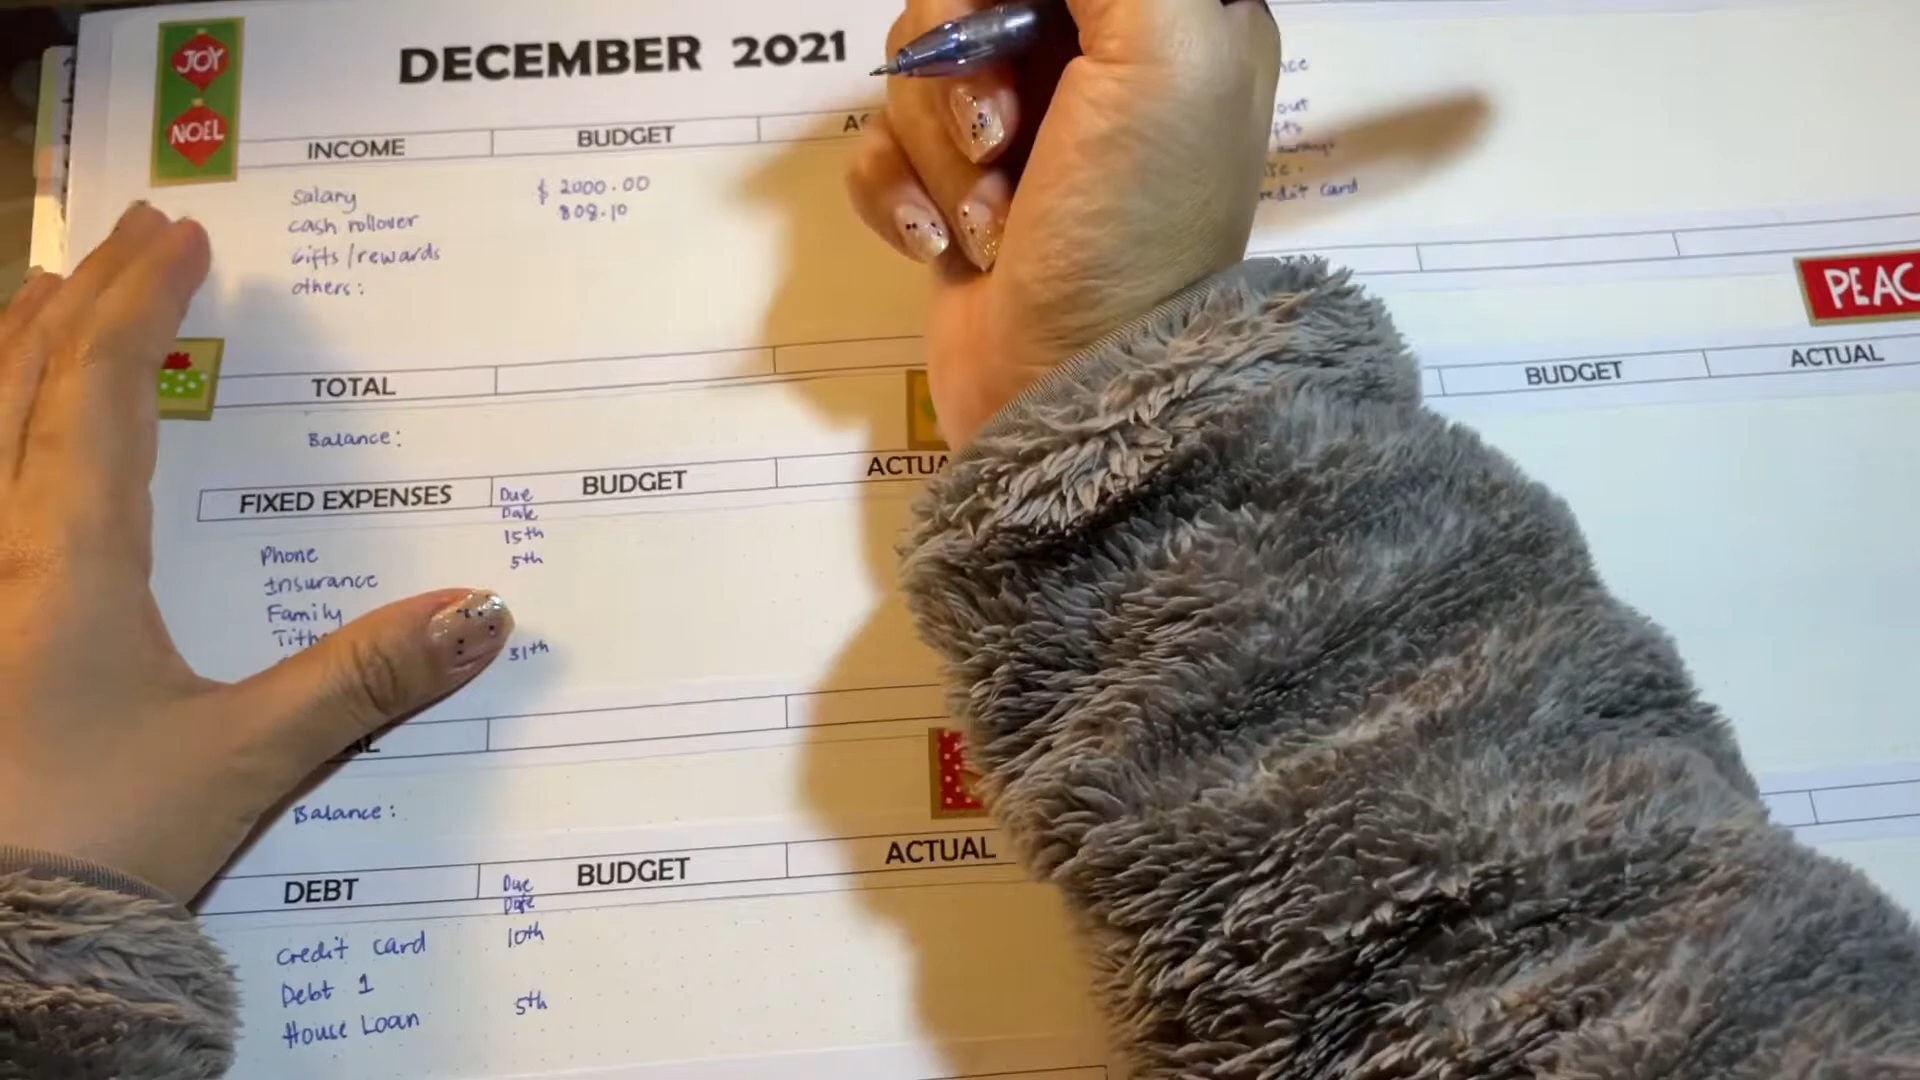 JOY
NOEL
DECEMBER 2021
INCOME BUDGET
Salary $ 2000.00
cash rollover 808.10
Gifts/rewards
others:
TOTAL
Balance:
FIXED EXPENSES Due Date BUDGET
Phone 15th
Insurance 5th
Family
31th
Balance:
DEBT Due Date BUDGET ACTUAL
Credit card 10th
Debt 1
House Loan 5th
out
BUDGET ACTUAL